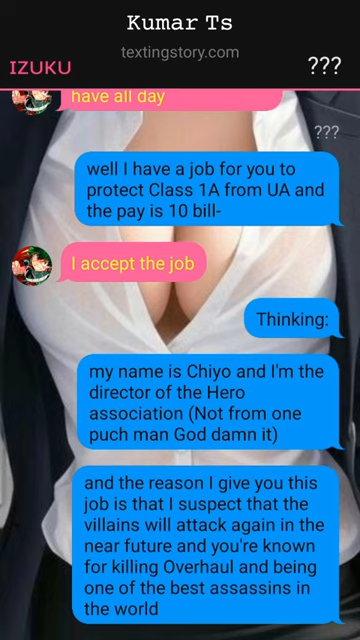 Kumar Ts
textingstory.com
IZUKU
???
have all day
???
well I have a job for you to
protect Class 1A from UA and
the pay is 10 bill-
I accept the job
Thinking:
my name is Chiyo and I'm the
director of the Hero
association (Not from one
puch man God damn it)
and the reason I give you this
job is that I suspect that the
villains will attack again in the
near future and you're known
for killing Overhaul and being
one of the best assassins in
the world